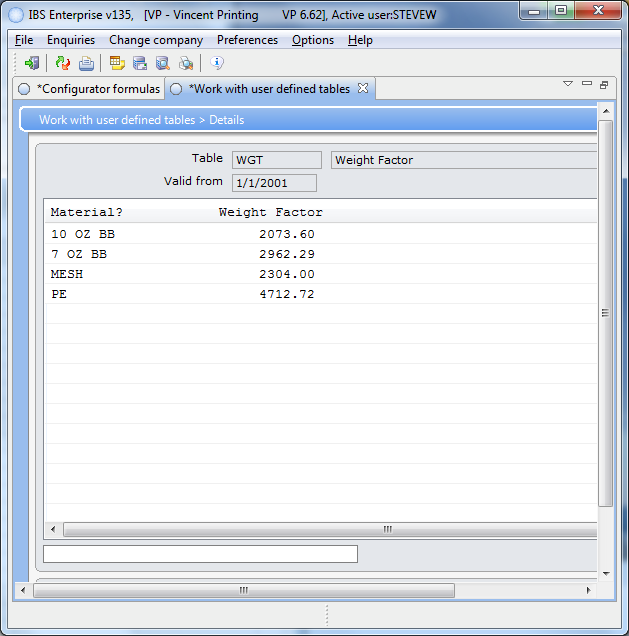 IBS Enterprise v135, [VP - Vincent Printing VP 6.62], Active user:STEVEW
File Enquiries Change company Preferences Options Help
*Configurator formulas *Work with user defined tables
Work with user defined tables > Details
Table WGT Weight Factor
Valid from 1/1/2001
Material? Weight Factor
10 OZ BB 2073.60
7 OZ BB 2962.29
MESH 2304.00
PE 4712.72